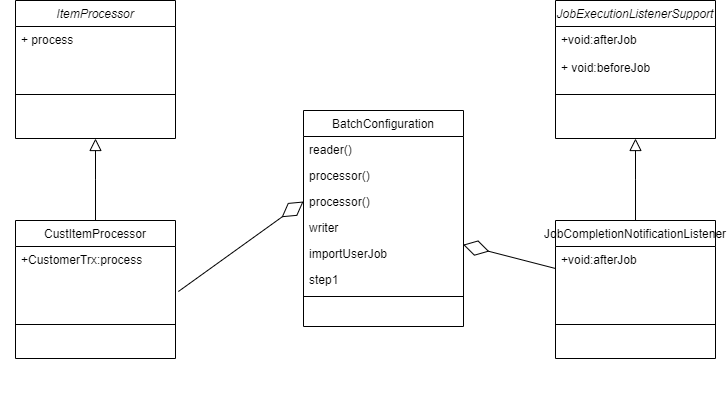 ItemProcessor
+ process
JobExecutionListenerSupport
+void:afterJob
+ void:beforeJob
BatchConfiguration
reader()
processor()
processor()
writer
importUserJob
step1
CustItemProcessor
+CustomerTrx:process
JobCompletionNotificationListener
+void:afterJob